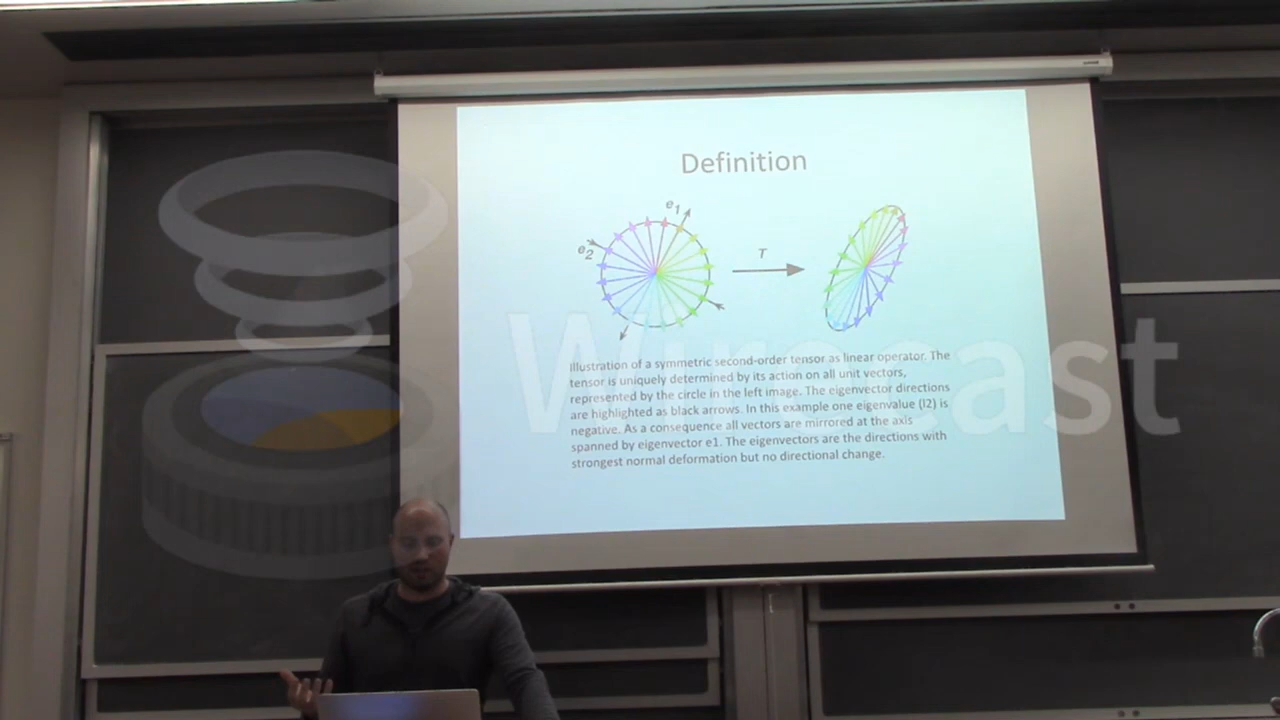 Definition
e1
e2
T
Illustration of a symmetric second-order tensor as linear operator. The
tensor is uniquely determined by its action on all unit vectors,
represented by the circle in the left image. The eigenvector directions
are highlighted as black arrows. In this example one eigenvalue (l2) is
negative. As a consequence all vectors are mirrored at the axis
spanned by eigenvector e1. The eigenvectors are the directions with
strongest normal deformation but no directional change.
Wirecast